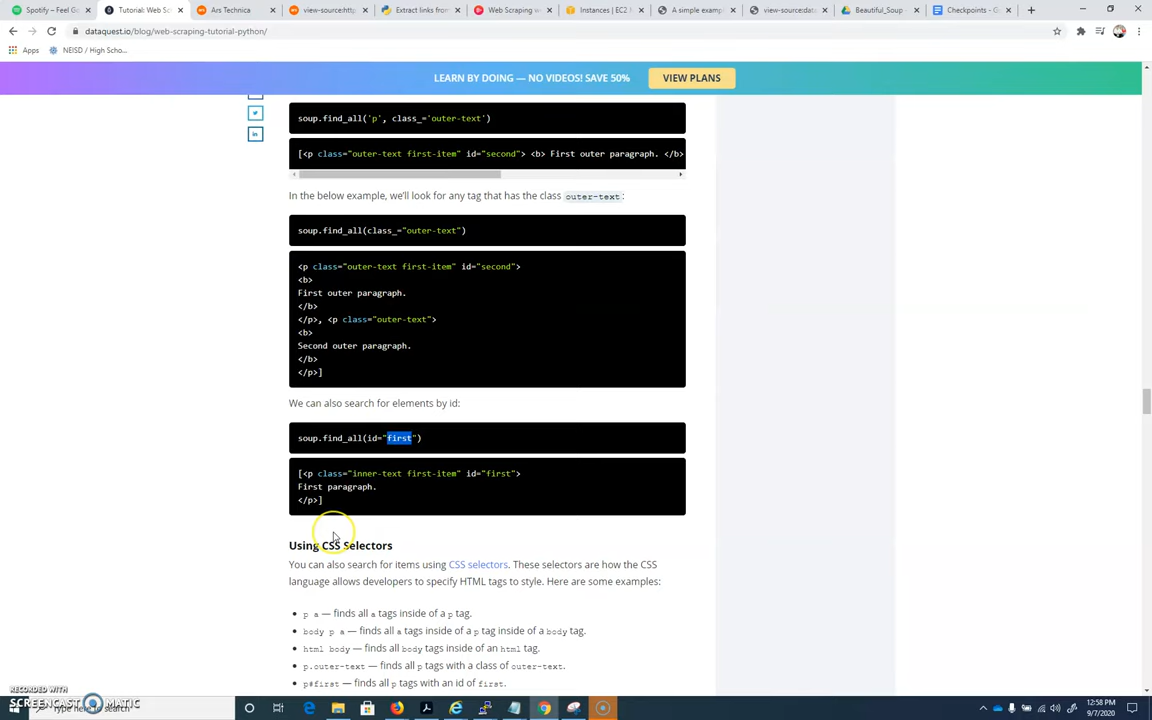 Spotify – Feel Ga
Tutorial: Web Scr
Ars Technica
view-source:http
Extract links from
Web Scraping w
Instances | EC2 M
A simple examp
view-source:data
Beautiful_Soup
Checkpoints - G
dataquest.io/blog/web-scraping-tutorial-python/
Apps
NEISD / High Scho...
LEARN BY DOING — NO VIDEOS! SAVE 50%
VIEW PLANS
soup.find_all('p', class_='outer-text')
[<p class="outer-text first-item" id="second"> <b> First outer paragraph. </b>
In the below example, we'll look for any tag that has the class outer-text:
soup.find_all(class_="outer-text")
<p class="outer-text first-item" id="second">
<b>
First outer paragraph.
</b>
</p>, <p class="outer-text">
<b>
Second outer paragraph.
</b>
</p>]
We can also search for elements by id:
soup.find_all(id="first")
[<p class="inner-text first-item" id="first">
First paragraph.
</p>]
Using CSS Selectors
You can also search for items using CSS selectors. These selectors are how the CSS
language allows developers to specify HTML tags to style. Here are some examples:
• p a — finds all a tags inside of a p tag.
• body p a — finds all a tags inside of a p tag inside of a body tag.
• html body — finds all body tags inside of an html tag.
• p.outer-text — finds all p tags with a class of outer-text.
• p#first — finds all p tags with an id of first.
RECORDED WITH
SCREENCAST MATIC
Type here to search
12:58 PM
9/7/2020